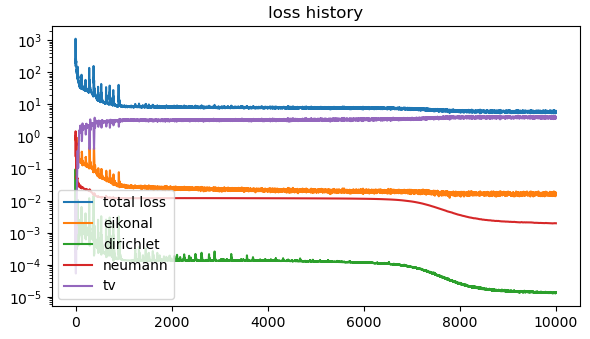 loss history
10³
10²
10¹
10⁰
10⁻¹
10⁻²
10⁻³
10⁻⁴
10⁻⁵
total loss
eikonal
dirichlet
neumann
tv
0 2000 4000 6000 8000 10000